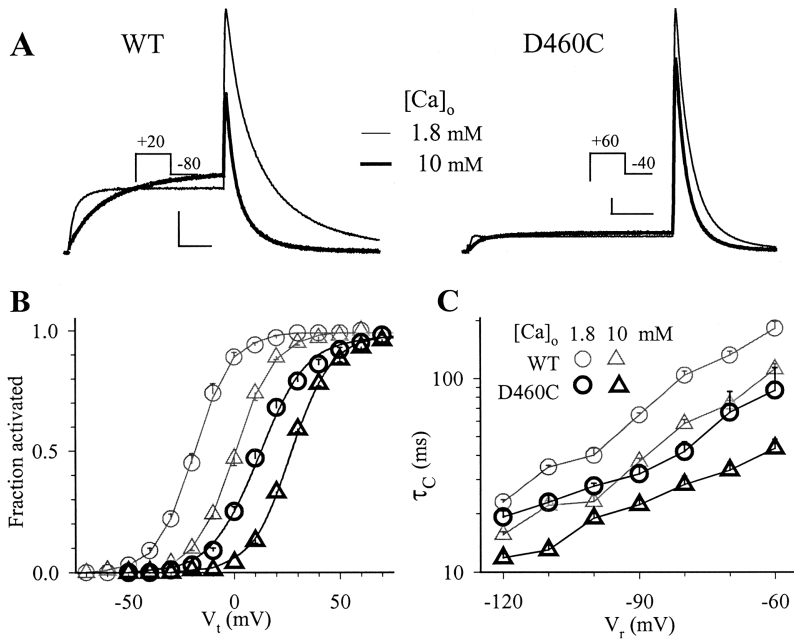 A
WT
D460C
[Ca]o
1.8 mM
10 mM
+20
-80
+60
-40
B
Fraction activated
1.0
0.5
0.0
-50
0
50
Vt (mV)
C
[Ca]o 1.8 10 mM
WT
D460C
τC (ms)
100
10
-120
-90
-60
Vr (mV)